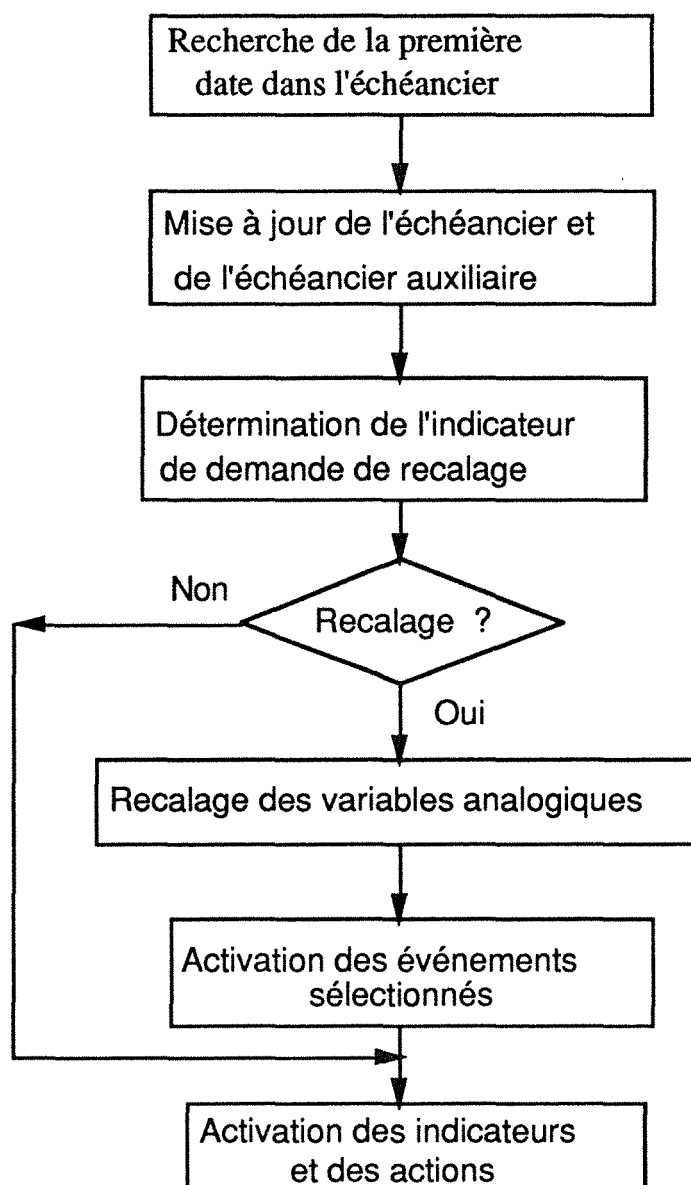 Recherche de la première
date dans l'échéancier
Mise à jour de l'échéancier et
de l'échéancier auxiliaire
Détermination de l'indicateur
de demande de recalage
Non
Recalage ?
Oui
Recalage des variables analogiques
Activation des événements
sélectionnés
Activation des indicateurs
et des actions